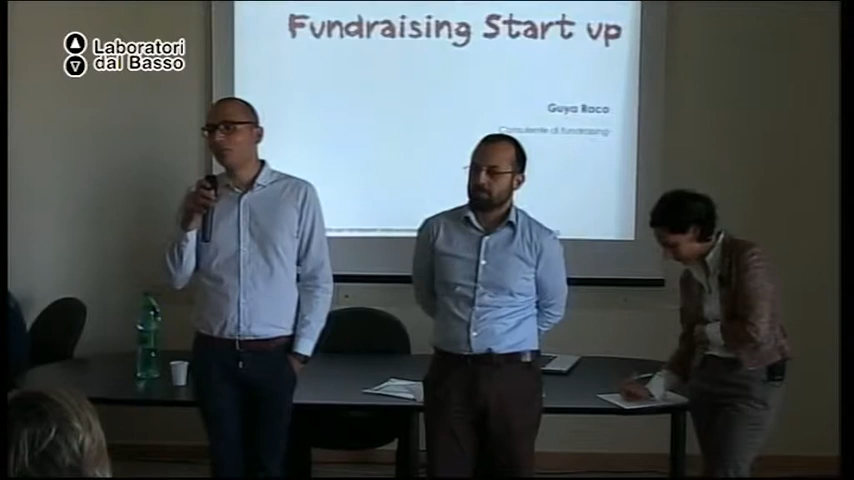 Laboratori
dal Basso
Fundraising Start up
Guya Raco
Consulente di fundraising